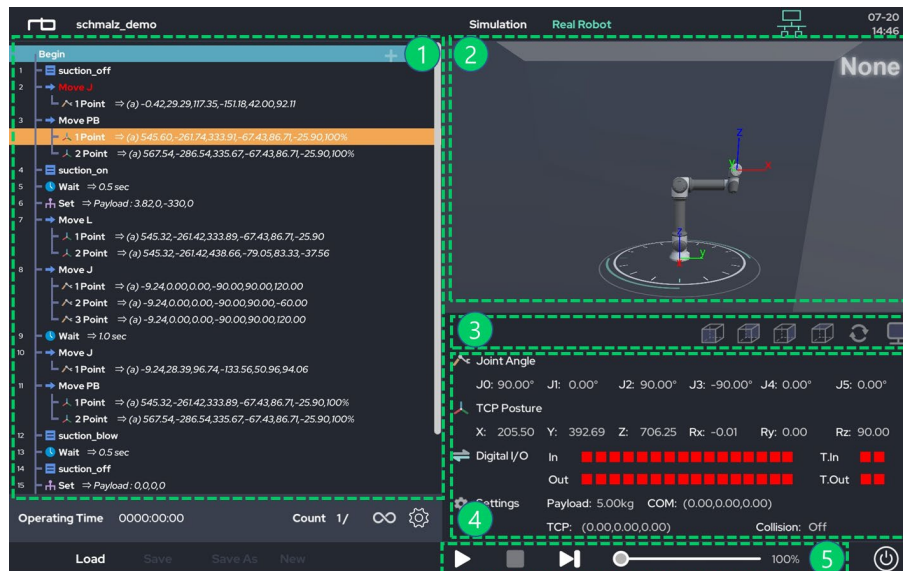 schmalz_demo
Simulation Real Robot
07-20
14:46
Begin
1
1 suction_off
2 Move J
1 Point ⇒ (a) -0.42,29.29,117.35,-151.18,42.00,92.11
3 Move PB
1 Point ⇒ (a) 545.60,-261.74,333.91,-67.43,86.71,-25.90,100%
2 Point ⇒ (a) 567.54,-286.54,335.67,-67.43,86.71,-25.90,100%
4 suction_on
5 Wait ⇒ 0.5 sec
6 Set ⇒ Payload : 3.82,0,-330,0
7 Move L
1 Point ⇒ (a) 545.32,-261.42,333.89,-67.43,86.71,-25.90
2 Point ⇒ (a) 545.32,-261.42,438.66,-79.05,83.33,-37.56
8 Move J
1 Point ⇒ (a) -9.24,0.00,0.00,-90.00,90.00,120.00
2 Point ⇒ (a) -9.24,0.00,0.00,-90.00,90.00,-60.00
3 Point ⇒ (a) -9.24,0.00,0.00,-90.00,90.00,120.00
9 Wait ⇒ 1.0 sec
10 Move J
1 Point ⇒ (a) -9.24,28.39,96.74,-133.56,50.96,94.06
11 Move PB
1 Point ⇒ (a) 545.32,-261.42,333.89,-67.43,86.71,-25.90,100%
2 Point ⇒ (a) 567.54,-286.54,335.67,-67.43,86.71,-25.90,100%
12 suction_blow
13 Wait ⇒ 0.5 sec
14 suction_off
15 Set ⇒ Payload : 0,0,0,0
Operating Time 0000:00:00 Count 1/
Load Save Save As New
2
None
z
y x
z
y
x
3
Joint Angle
J0: 90.00° J1: 0.00° J2: 90.00° J3: -90.00° J4: 0.00° J5: 0.00°
TCP Posture
X: 205.50 Y: 392.69 Z: 706.25 Rx: -0.01 Ry: 0.00 Rz: 90.00
Digital I/O In T.In
Out T.Out
Settings Payload: 5.00kg COM: (0.00,0.00,0.00)
4
TCP: (0.00,0.00,0.00) Collision: Off
100% 5